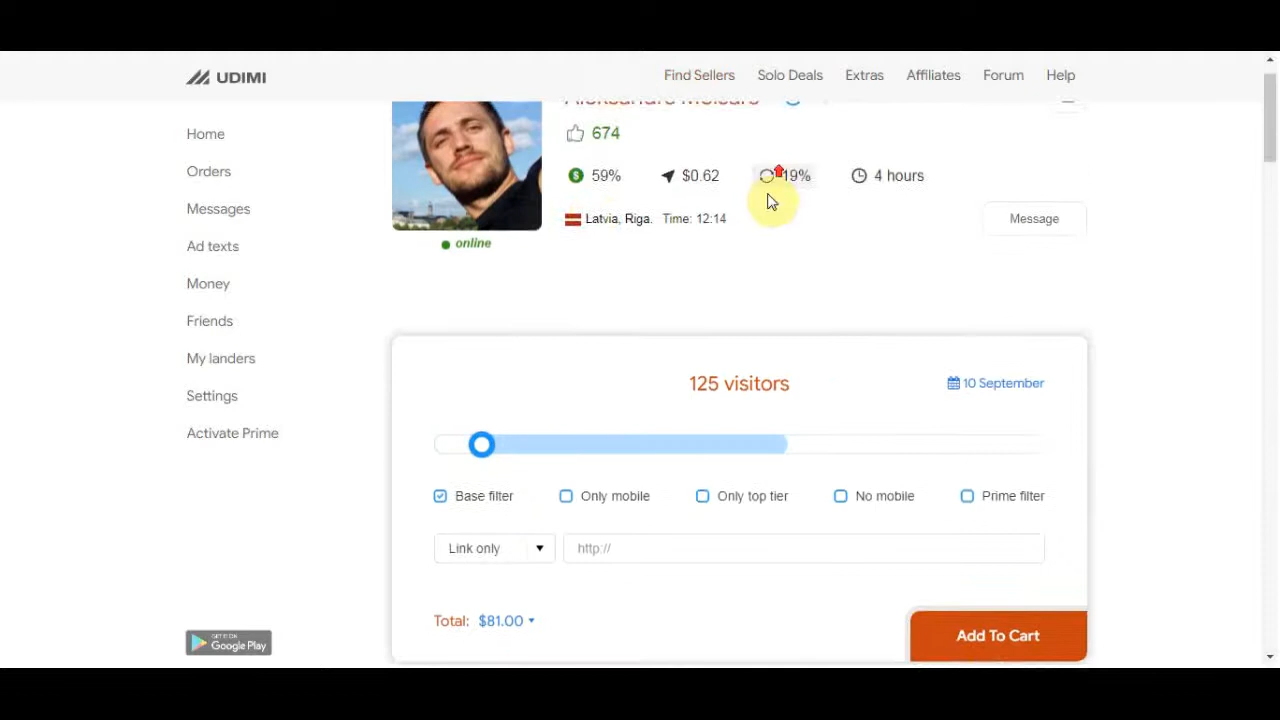 UDIMI
Find Sellers
Solo Deals
Extras
Affiliates
Forum
Help
Home
Orders
Messages
Ad texts
Money
Friends
My landers
Settings
Activate Prime
GET IT ON
Google Play
online
674
59%
$0.62
19%
4 hours
Latvia, Riga. Time: 12:14
Message
125 visitors
10 September
Base filter
Only mobile
Only top tier
No mobile
Prime filter
Link only
http://
Total: $81.00
Add To Cart